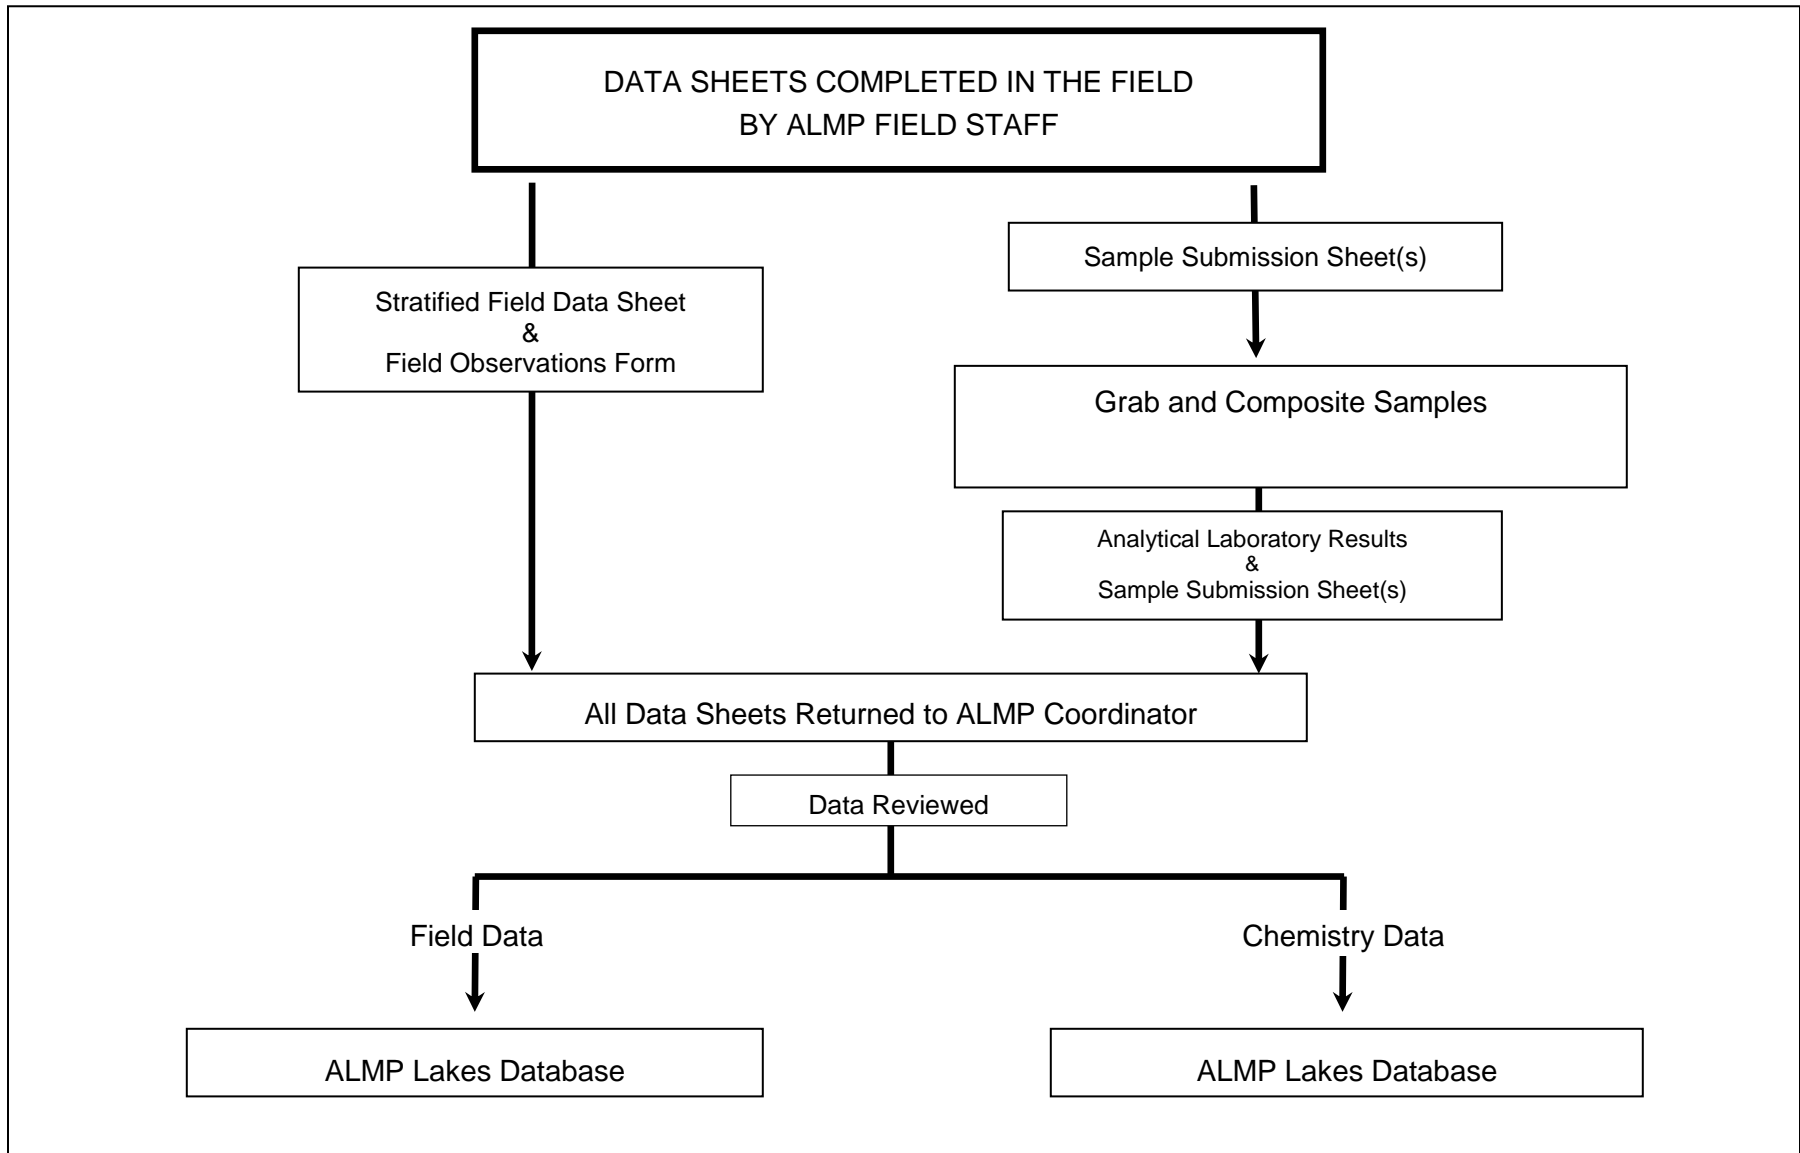 DATA SHEETS COMPLETED IN THE FIELD
BY ALMP FIELD STAFF
Sample Submission Sheet(s)
Stratified Field Data Sheet
&
Field Observations Form
Grab and Composite Samples
Analytical Laboratory Results
&
Sample Submission Sheet(s)
All Data Sheets Returned to ALMP Coordinator
Data Reviewed
Field Data
Chemistry Data
ALMP Lakes Database
ALMP Lakes Database